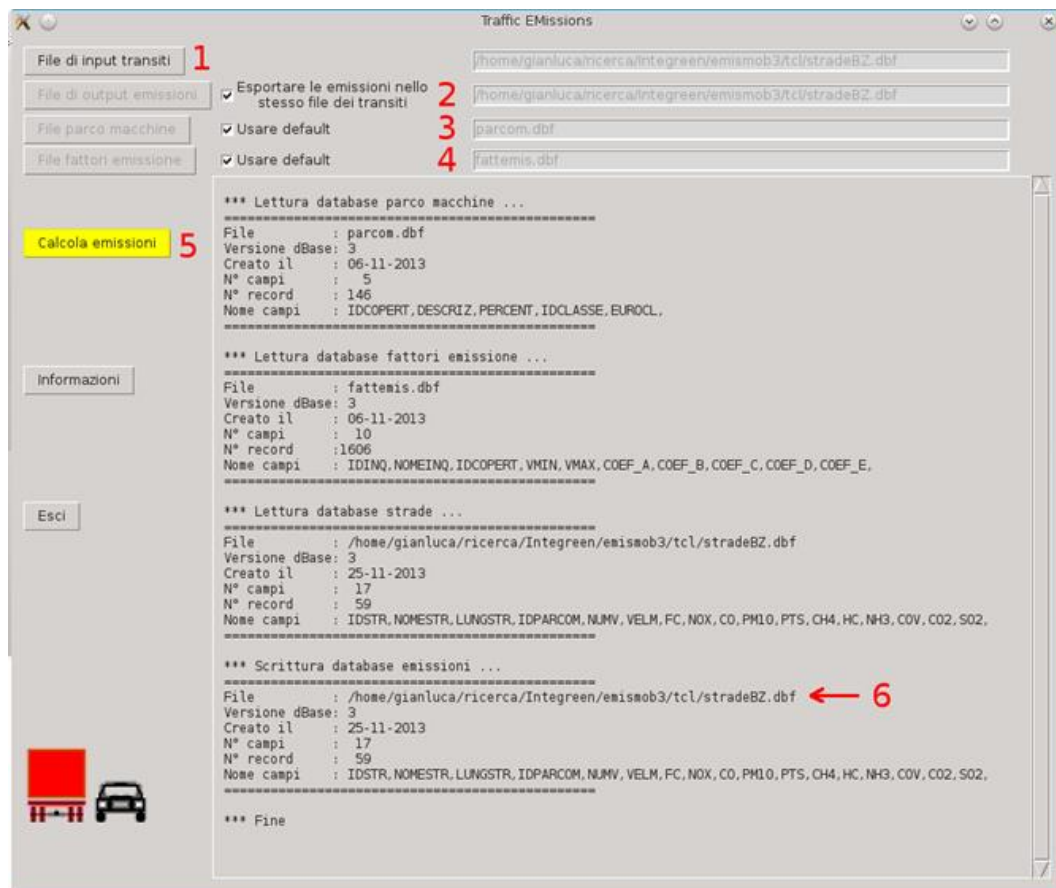 Traffic EMissions
File di input transiti 1 /home/gianluca/ricerca/Integreen/emismob3/tcl/stradeBZ.dbf
File di output emissioni Esportare le emissioni nello
stesso file dei transiti 2 /home/gianluca/ricerca/Integreen/emismob3/tcl/stradeBZ.dbf
File parco macchine Usare default 3 parcom.dbf
File fattori emissione Usare default 4 fattemis.dbf
Calcola emissioni 5
Informazioni
Esci
*** Lettura database parco macchine ...
==============================================
File : parcom.dbf
Versione dBase: 3
Creato il : 06-11-2013
N° campi : 5
N° record : 146
Nome campi : IDCOPERT,DESCRIZ,PERCENT,IDCLASSE,EUROCL,
==============================================
*** Lettura database fattori emissione ...
==============================================
File : fattemis.dbf
Versione dBase: 3
Creato il : 06-11-2013
N° campi : 10
N° record :1606
Nome campi : IDINQ,NOMEINQ,IDCOPERT,VMIN,VMAX,COEF_A,COEF_B,COEF_C,COEF_D,COEF_E,
==============================================
*** Lettura database strade ...
==============================================
File : /home/gianluca/ricerca/Integreen/emismob3/tcl/stradeBZ.dbf
Versione dBase: 3
Creato il : 25-11-2013
N° campi : 17
N° record : 59
Nome campi : IDSTR,NOMESTR,LUNGSTR,IDPARCOM,NUMV,VELM,FC,NOX,CO,PM10,PTS,CH4,HC,NH3,COV,CO2,SO2,
==============================================
*** Scrittura database emissioni ...
==============================================
File : /home/gianluca/ricerca/Integreen/emismob3/tcl/stradeBZ.dbf ← 6
Versione dBase: 3
Creato il : 25-11-2013
N° campi : 17
N° record : 59
Nome campi : IDSTR,NOMESTR,LUNGSTR,IDPARCOM,NUMV,VELM,FC,NOX,CO,PM10,PTS,CH4,HC,NH3,COV,CO2,SO2,
==============================================
*** Fine